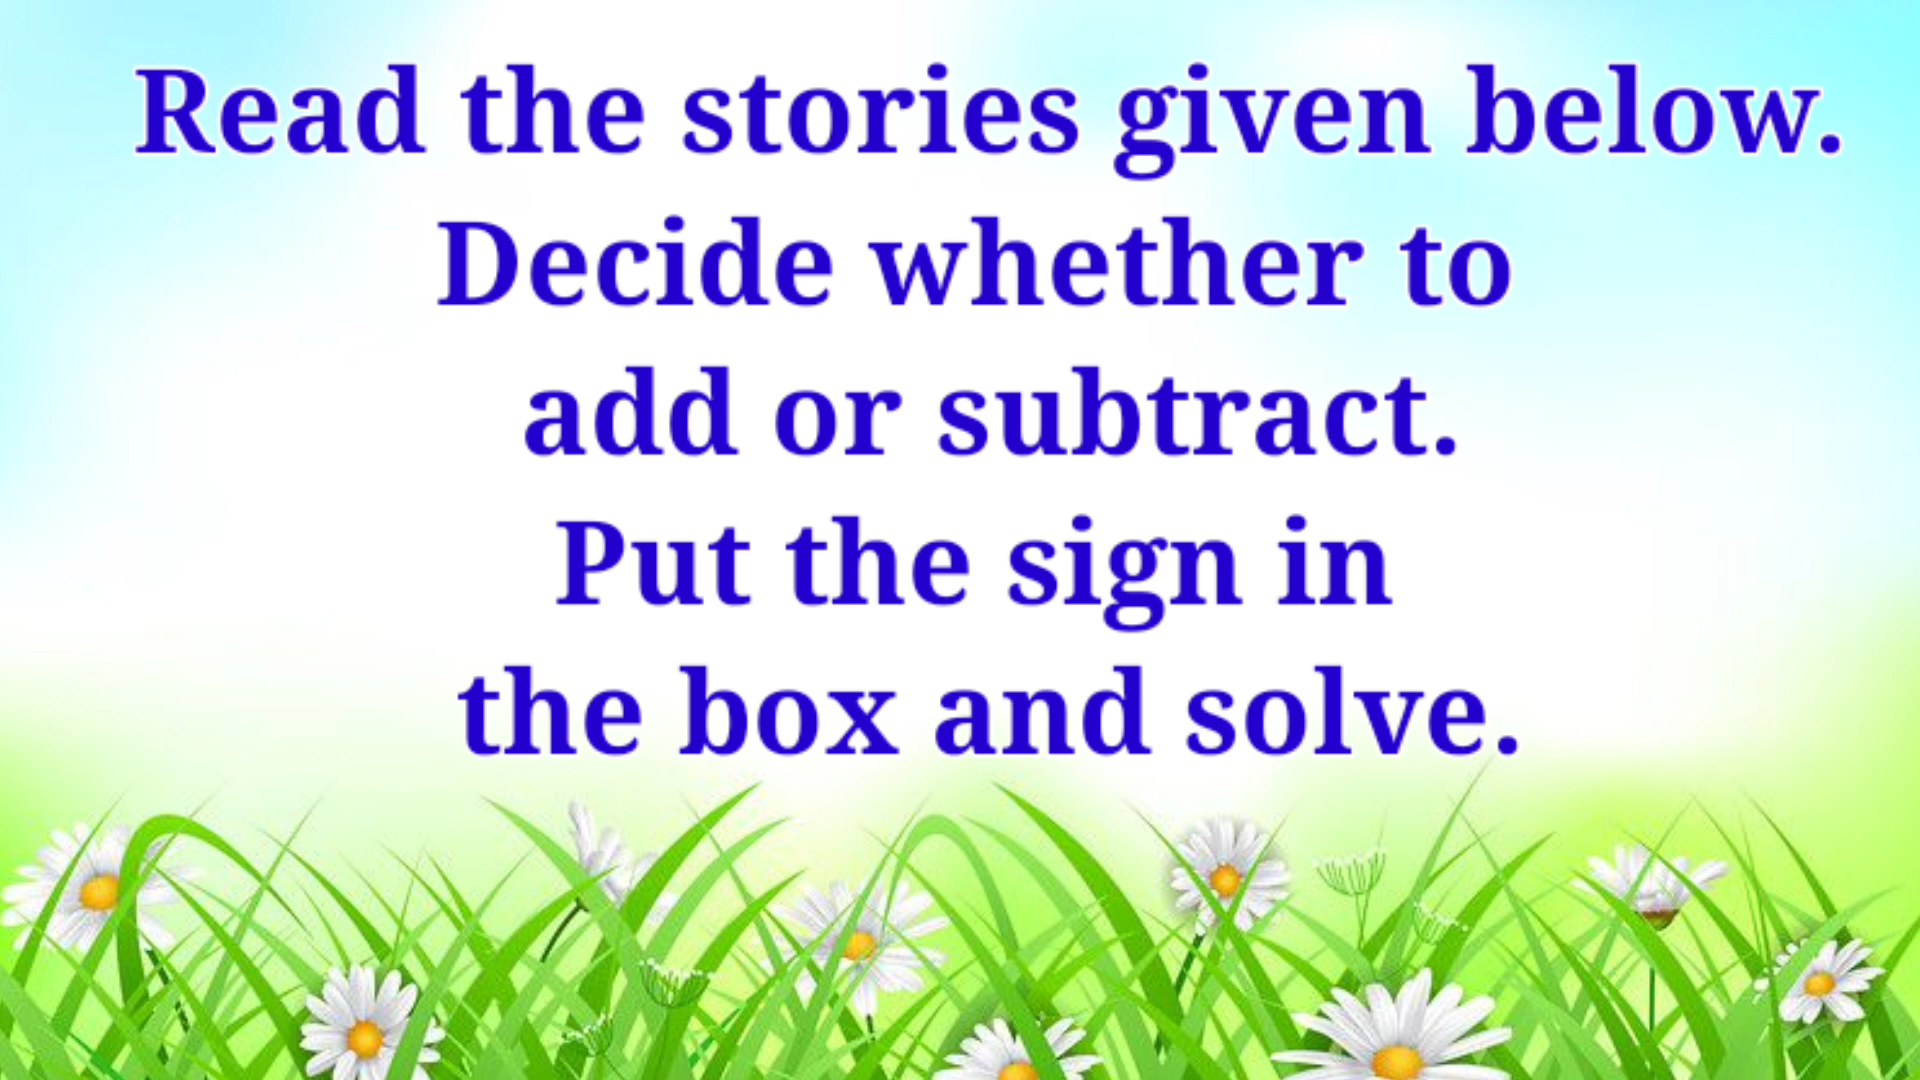 Read the stories given below.
Decide whether to
add or subtract.
Put the sign in
the box and solve.